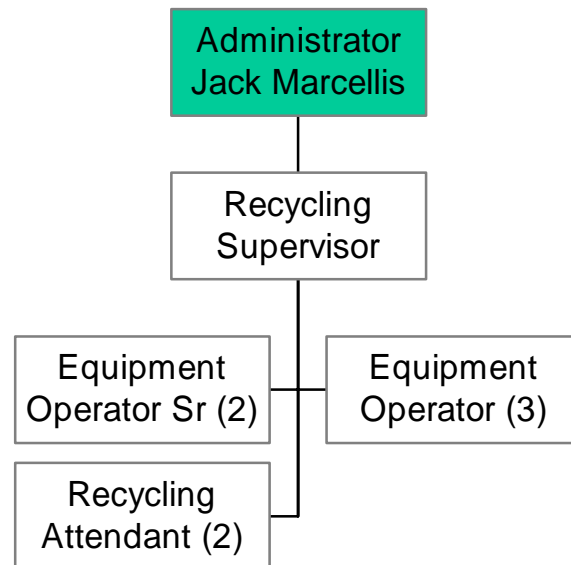 Administrator
Jack Marcellis
Recycling
Supervisor
Equipment
Operator Sr (2)
Equipment
Operator (3)
Recycling
Attendant (2)